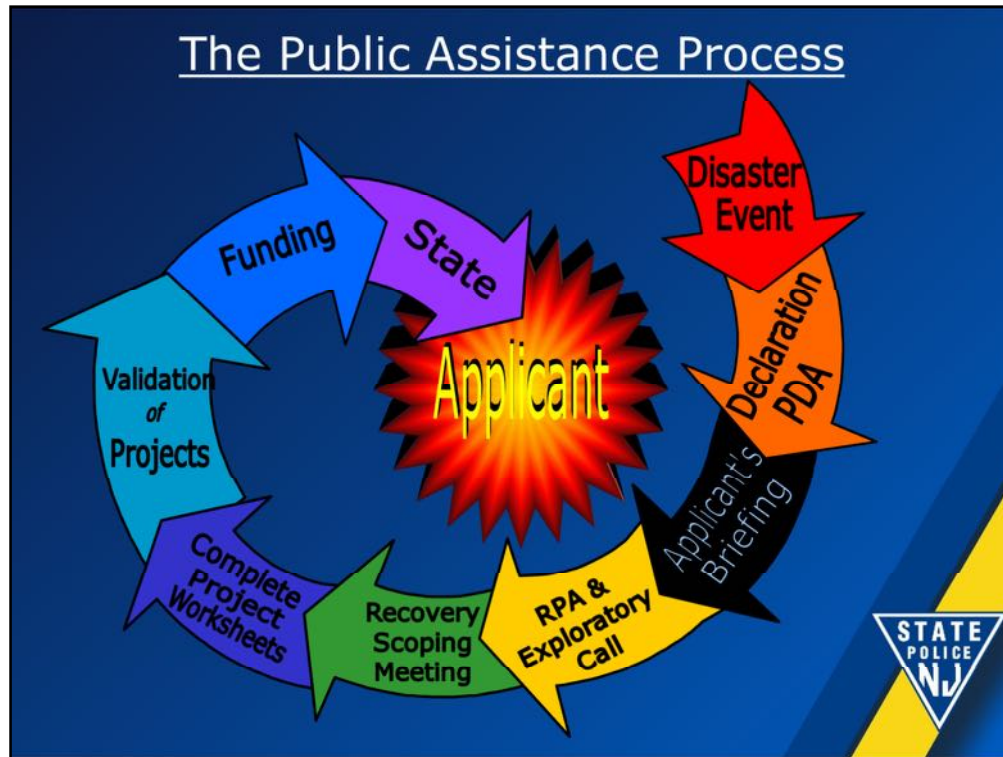 The Public Assistance Process
Disaster
Event
Declaration
PDA
Applicant's
Briefing
RPA &
Exploratory
Call
Recovery
Scoping
Meeting
Complete
Project
Worksheets
Validation
of
Projects
Funding
State
Applicant
STATE
POLICE
NJ